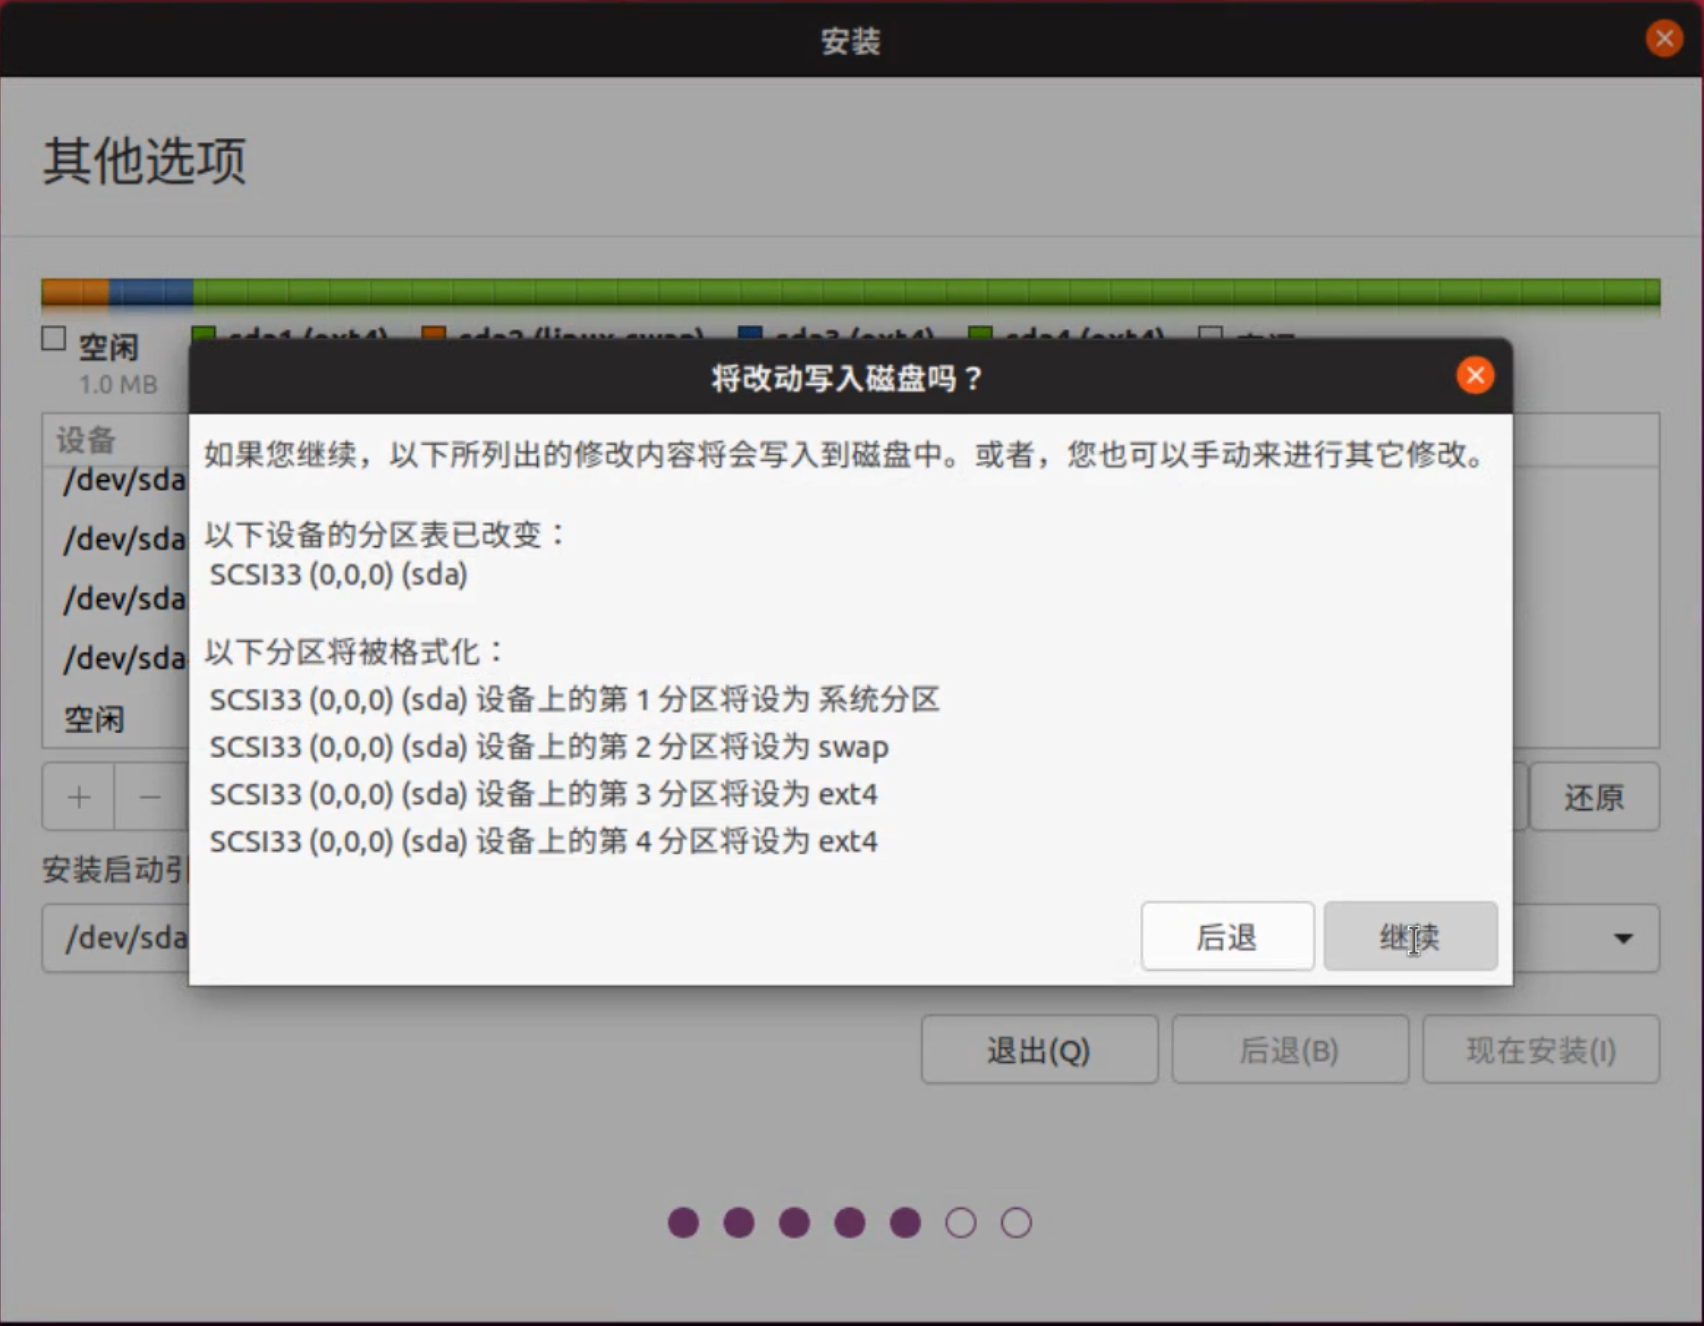 安装
其他选项
空闲
1.0 MB
sda1 (ext4)
sda2 (linux-swap)
sda3 (ext4)
sda4 (ext4)
将改动写入磁盘吗？
如果您继续，以下所列出的修改内容将会写入到磁盘中。或者，您也可以手动来进行其它修改。
以下设备的分区表已改变：
SCSI33 (0,0,0) (sda)
以下分区将被格式化：
SCSI33 (0,0,0) (sda) 设备上的第 1 分区将设为 系统分区
SCSI33 (0,0,0) (sda) 设备上的第 2 分区将设为 swap
SCSI33 (0,0,0) (sda) 设备上的第 3 分区将设为 ext4
SCSI33 (0,0,0) (sda) 设备上的第 4 分区将设为 ext4
后退
继续
设备
/dev/sda
/dev/sda
/dev/sda
/dev/sda
空闲
+
−
还原
安装启动引
/dev/sda
退出(Q)
后退(B)
现在安装(I)